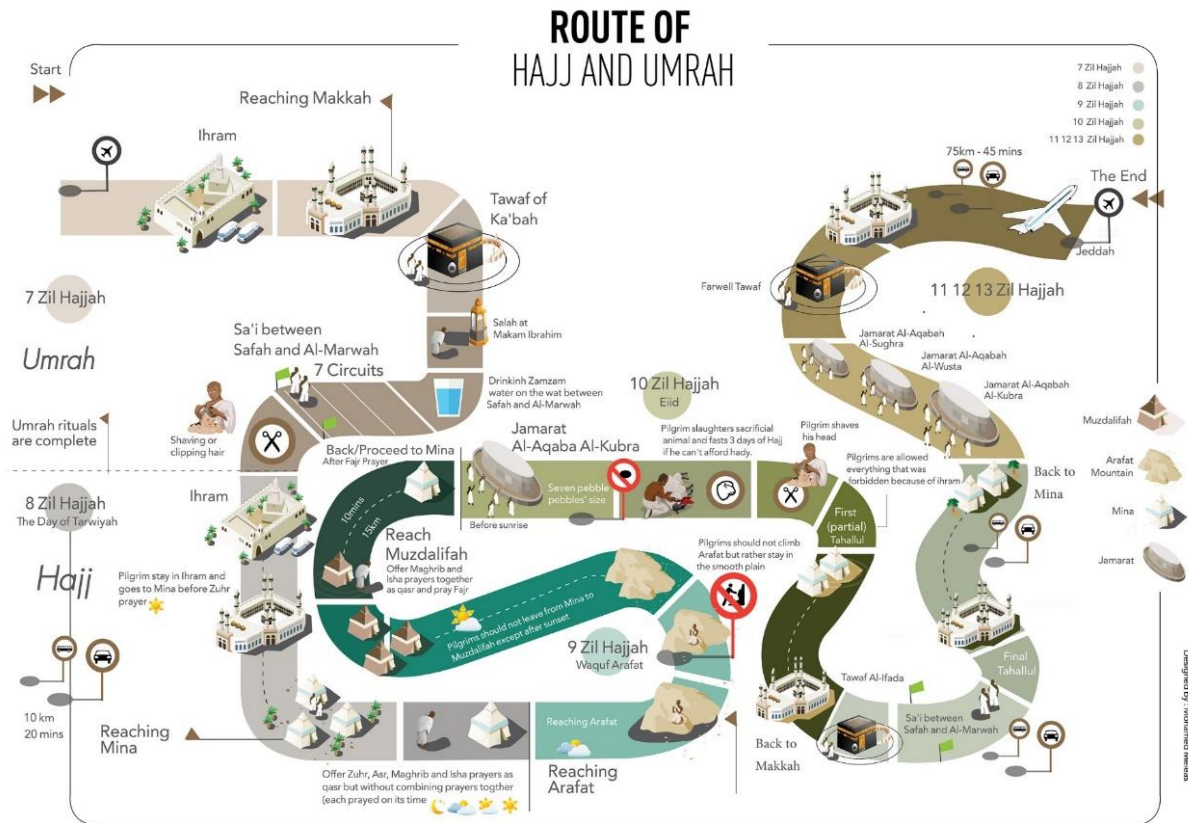 ROUTE OF
HAJJ AND UMRAH
Start
Reaching Makkah
Ihram
Tawaf of
Ka'bah
7 Zil Hajjah
Umrah
Salah at
Makam Ibrahim
Sa'i between
Safah and Al-Marwah
7 Circuits
Drinkinh Zamzam
water on the wat between
Safah and Al-Marwah
Shaving or
clipping hair
Umrah rituals
are complete
8 Zil Hajjah
The Day of Tarwiyah
Hajj
Ihram
Pilgrim stay in Ihram and
goes to Mina before Zuhr
prayer
10 km
20 mins
Reaching
Mina
Offer Zuhr, Asr, Maghrib and Isha prayers as
qasr but without combining prayers togther
(each prayed on its time
Reaching Arafat
Reaching
Arafat
9 Zil Hajjah
Waquf Arafat
Pilgrims should not climb
Arafat but rather stay in
the smooth plain
Pilgrims should not leave from Mina to
Muzdalifah except after sunset
Reach
Muzdalifah
Offer Maghrib and
Isha prayers together
as qasr and pray Fajr
10mins
15km
Back/Proceed to Mina
After Fajr Prayer
Jamarat
Al-Aqaba Al-Kubra
Before sunrise
Seven pebble
pebbles' size
10 Zil Hajjah
Eiid
Pilgrim slaughters sacrificial
animal and fasts 3 days of Hajj
if he can't afford hady.
Pilgrim shaves
his head
First
(partial)
Tahallul
Pilgrims are allowed
everything that was
forbidden because of ihram
Back to
Makkah
Tawaf Al-Ifada
Sa'i between
Safah and Al-Marwah
Final
Tahallul
Back to
Mina
Jamarat Al-Aqabah
Al-Kubra
Jamarat Al-Aqabah
Al-Wusta
Jamarat Al-Aqabah
Al-Sughra
11 12 13 Zil Hajjah
Farwell Tawaf
75km - 45 mins
The End
Jeddah
7 Zil Hajjah
8 Zil Hajjah
9 Zil Hajjah
10 Zil Hajjah
11 12 13 Zil Hajjah
Muzdalifah
Arafat
Mountain
Mina
Jamarat